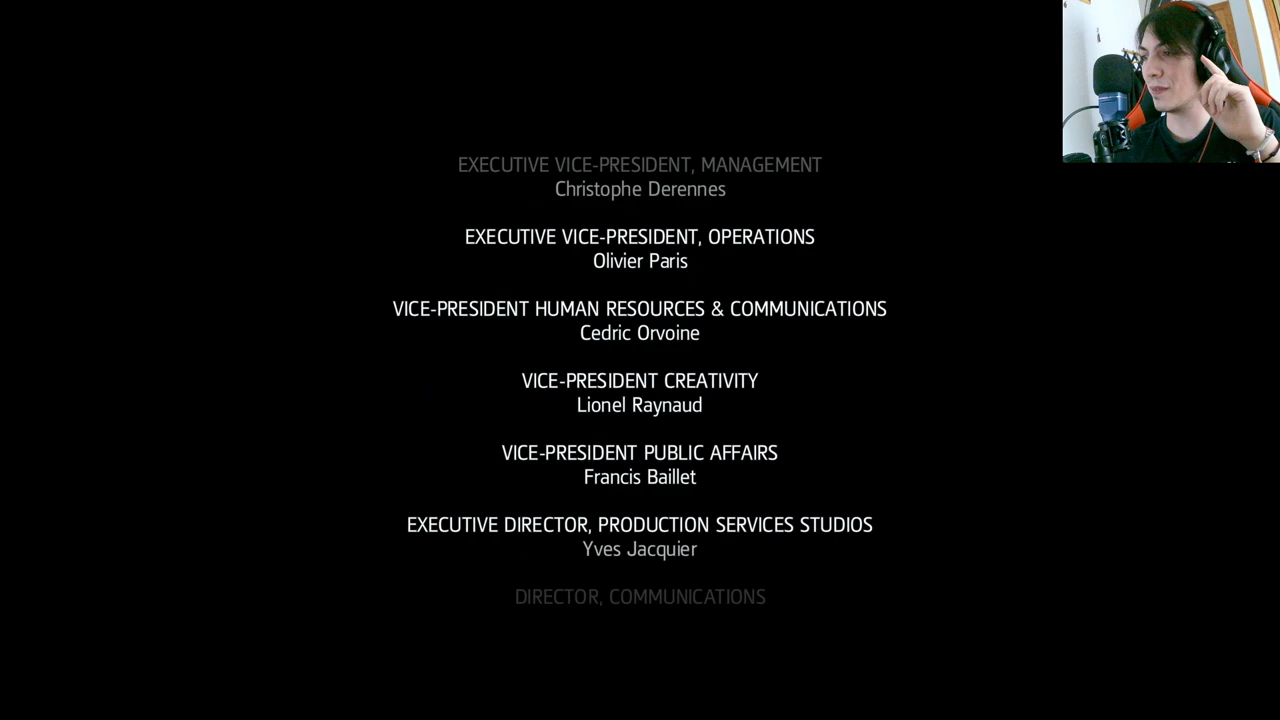 EXECUTIVE VICE-PRESIDENT, MANAGEMENT
Christophe Derennes
EXECUTIVE VICE-PRESIDENT, OPERATIONS
Olivier Paris
VICE-PRESIDENT HUMAN RESOURCES & COMMUNICATIONS
Cedric Orvoine
VICE-PRESIDENT CREATIVITY
Lionel Raynaud
VICE-PRESIDENT PUBLIC AFFAIRS
Francis Baillet
EXECUTIVE DIRECTOR, PRODUCTION SERVICES STUDIOS
Yves Jacquier
DIRECTOR, COMMUNICATIONS